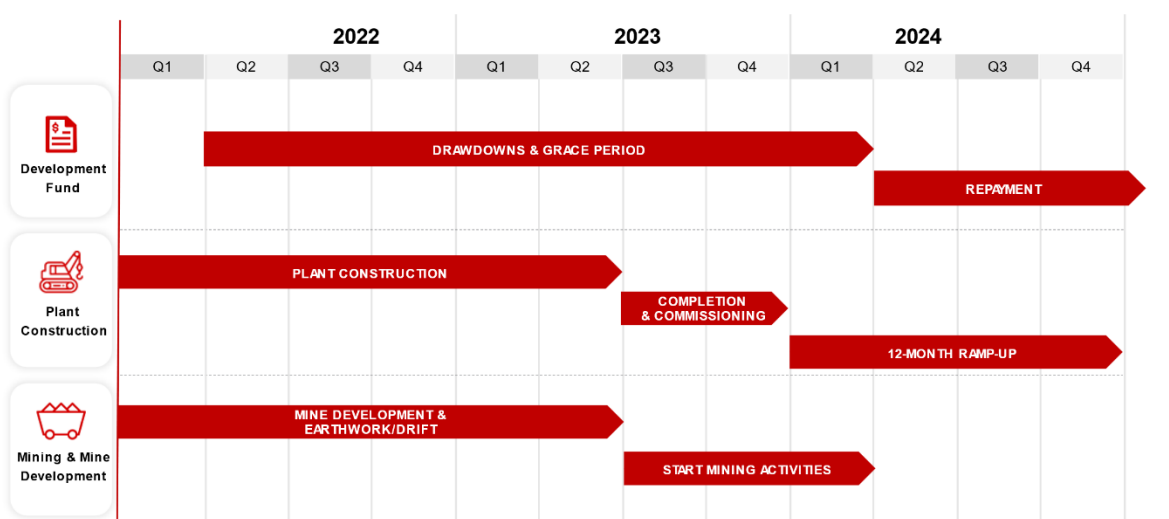 2022 2023 2024
Q1 Q2 Q3 Q4 Q1 Q2 Q3 Q4 Q1 Q2 Q3 Q4
$
Development
Fund
DRAWDOWNS & GRACE PERIOD
REPAYMENT
Plant
Construction
PLANT CONSTRUCTION
COMPLETION
& COMMISSIONING
12-MONTH RAMP-UP
Mining & Mine
Development
MINE DEVELOPMENT &
EARTHWORK/DRIFT
START MINING ACTIVITIES